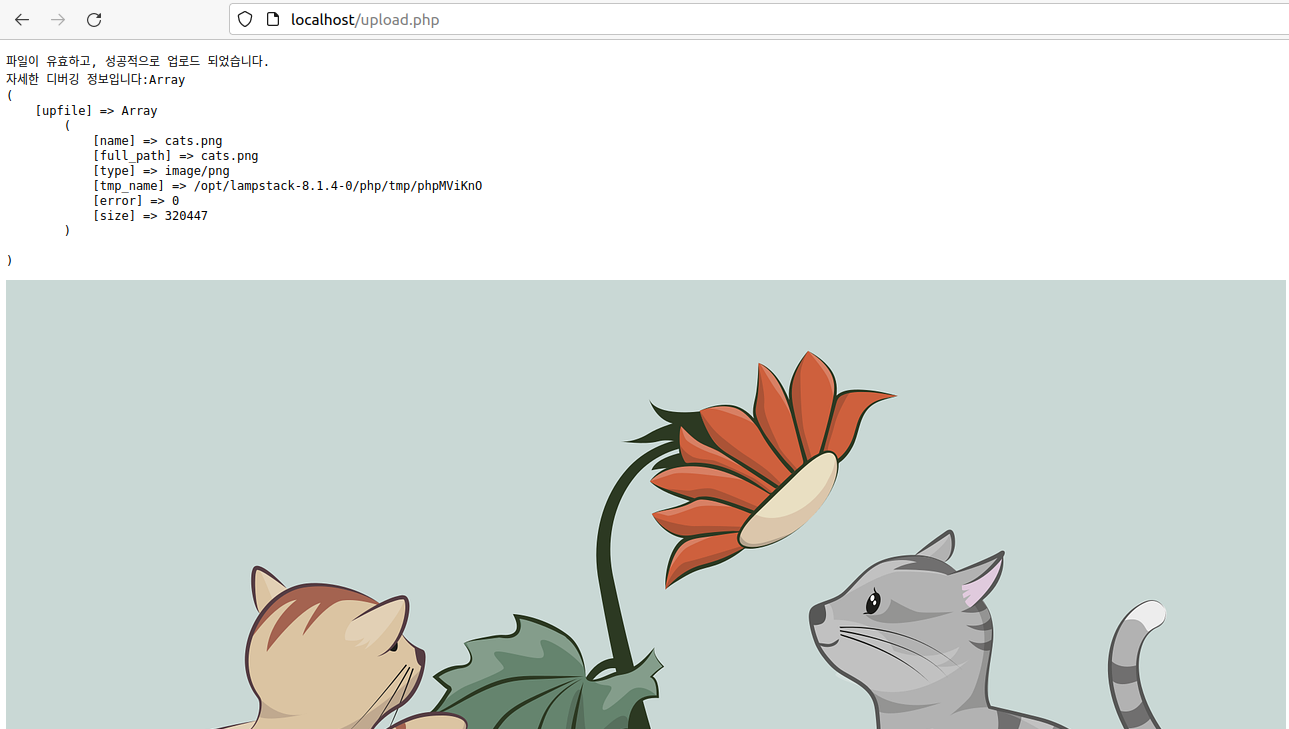 localhost/upload.php
파일이 유효하고, 성공적으로 업로드 되었습니다.
자세한 디버깅 정보입니다:Array
(
    [upfile] => Array
        (
            [name] => cats.png
            [full_path] => cats.png
            [type] => image/png
            [tmp_name] => /opt/lampstack-8.1.4-0/php/tmp/phpMViKnO
            [error] => 0
            [size] => 320447
        )

)